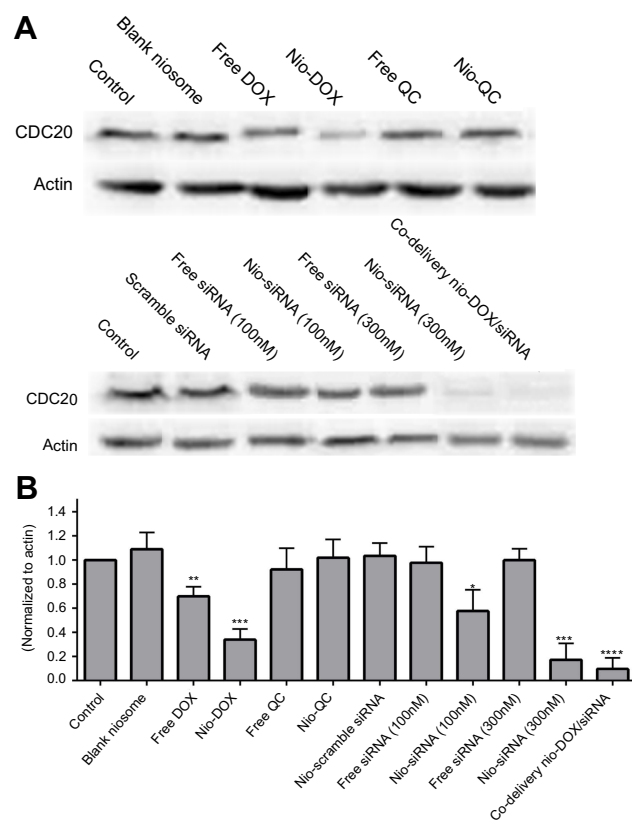 A
Control
Blank niosome
Free DOX
Nio-DOX
Free QC
Nio-QC
CDC20
Actin
Control
Scramble siRNA
Free siRNA (100nM)
Nio-siRNA (100nM)
Free siRNA (300nM)
Nio-siRNA (300nM)
Co-delivery nio-DOX/siRNA
CDC20
Actin
B
(Normalized to actin)
1.4
1.2
1.0
0.8
0.6
0.4
0.2
0.0
**
***
*
***
****
Control
Blank niosome
Free DOX
Nio-DOX
Free QC
Nio-QC
Nio-scramble siRNA
Free siRNA (100nM)
Nio-siRNA (100nM)
Free siRNA (300nM)
Nio-siRNA (300nM)
Co-delivery nio-DOX/siRNA